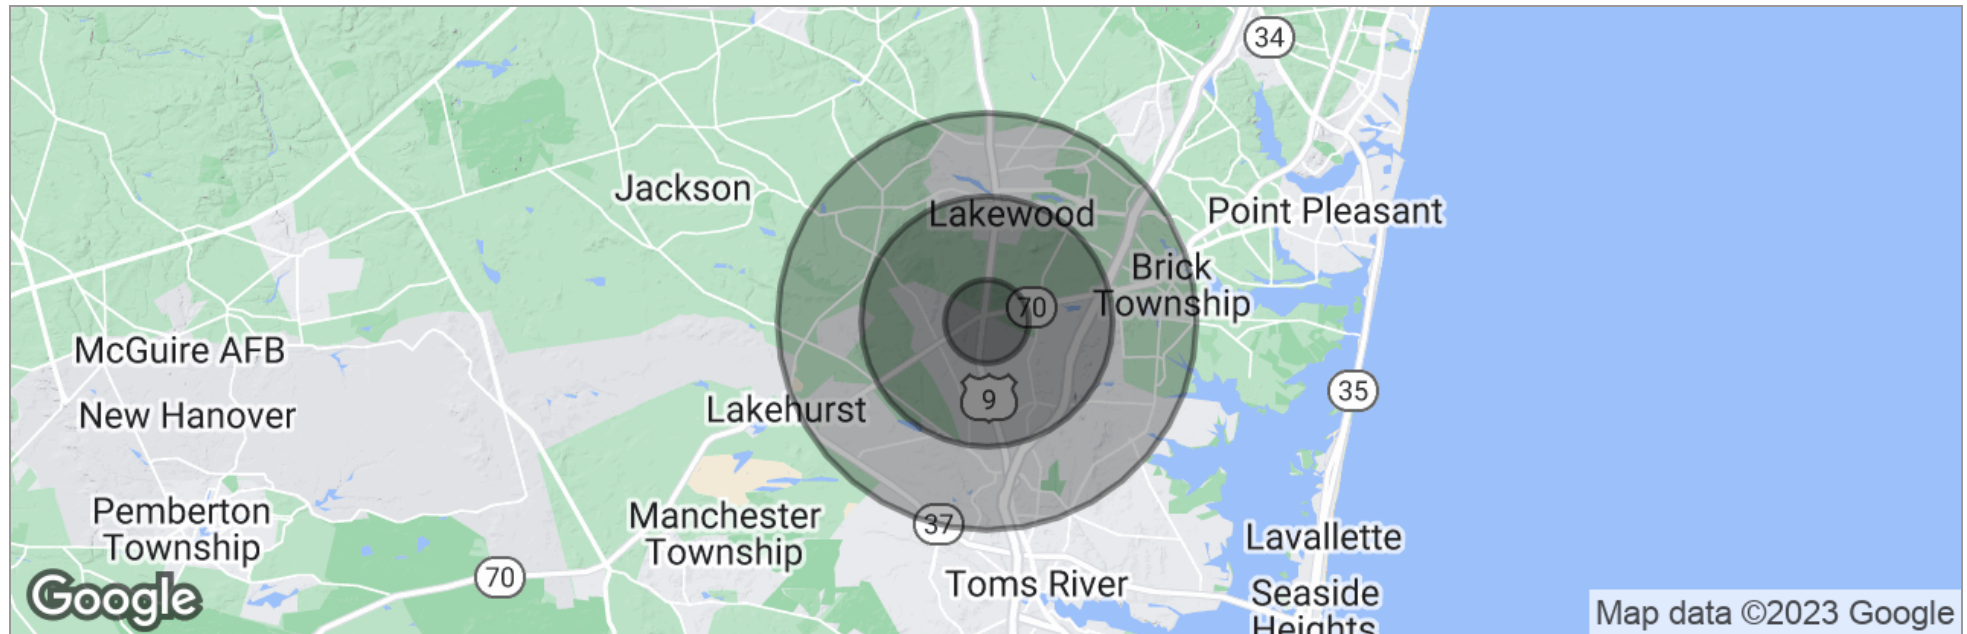 34
Jackson
Lakewood
Point Pleasant
Brick
Township
70
McGuire AFB
9
35
Lakehurst
New Hanover
Pemberton
Township
Manchester
Township
37
Lavallette
70
Toms River
Seaside
Heights
Google
Map data ©2023 Google